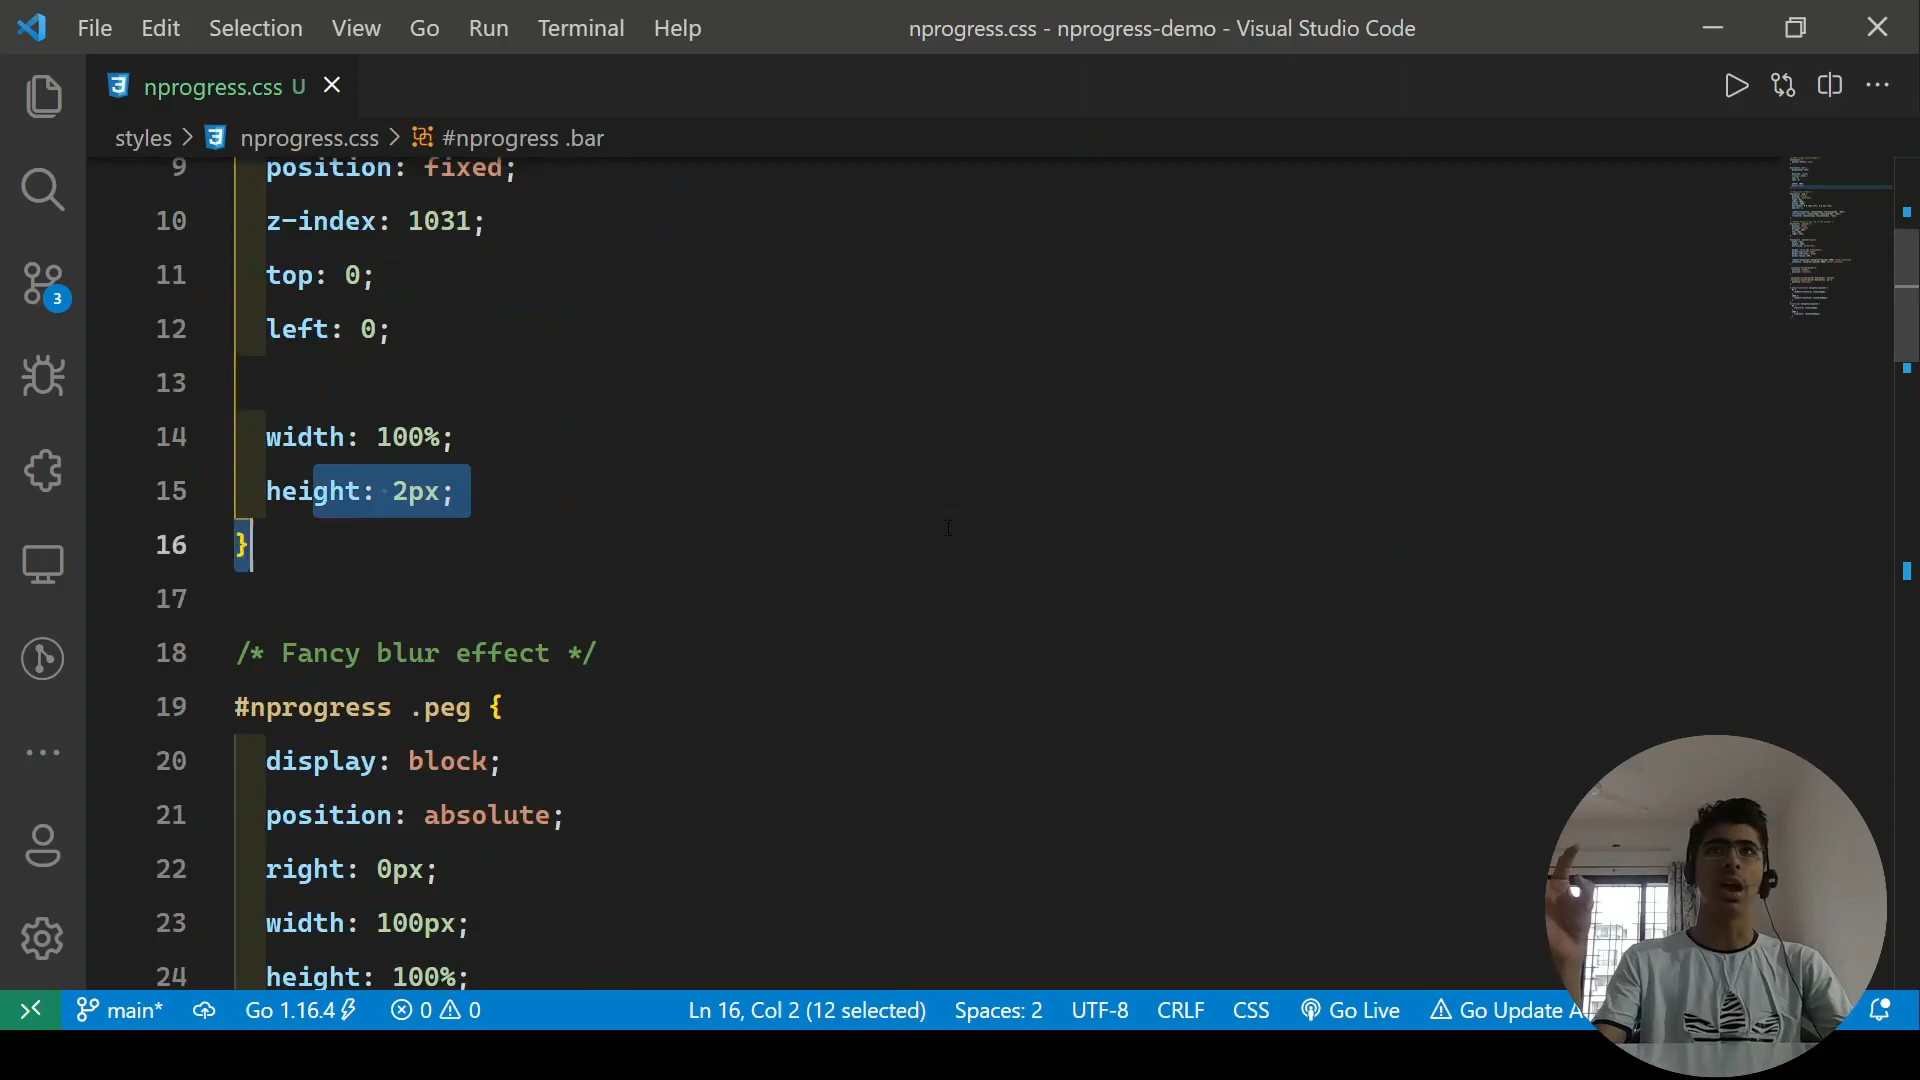 File Edit Selection View Go Run Terminal Help nprogress.css - nprogress-demo - Visual Studio Code
nprogress.css U
styles > nprogress.css > #nprogress .bar
9 position: fixed;
10 z-index: 1031;
11 top: 0;
12 left: 0;
13
14 width: 100%;
15 height: 2px;
16 }
17
18 /* Fancy blur effect */
19 #nprogress .peg {
20 display: block;
21 position: absolute;
22 right: 0px;
23 width: 100px;
24 height: 100%;
3
main* Go 1.16.4 0 0 Ln 16, Col 2 (12 selected) Spaces: 2 UTF-8 CRLF CSS Go Live Go Update